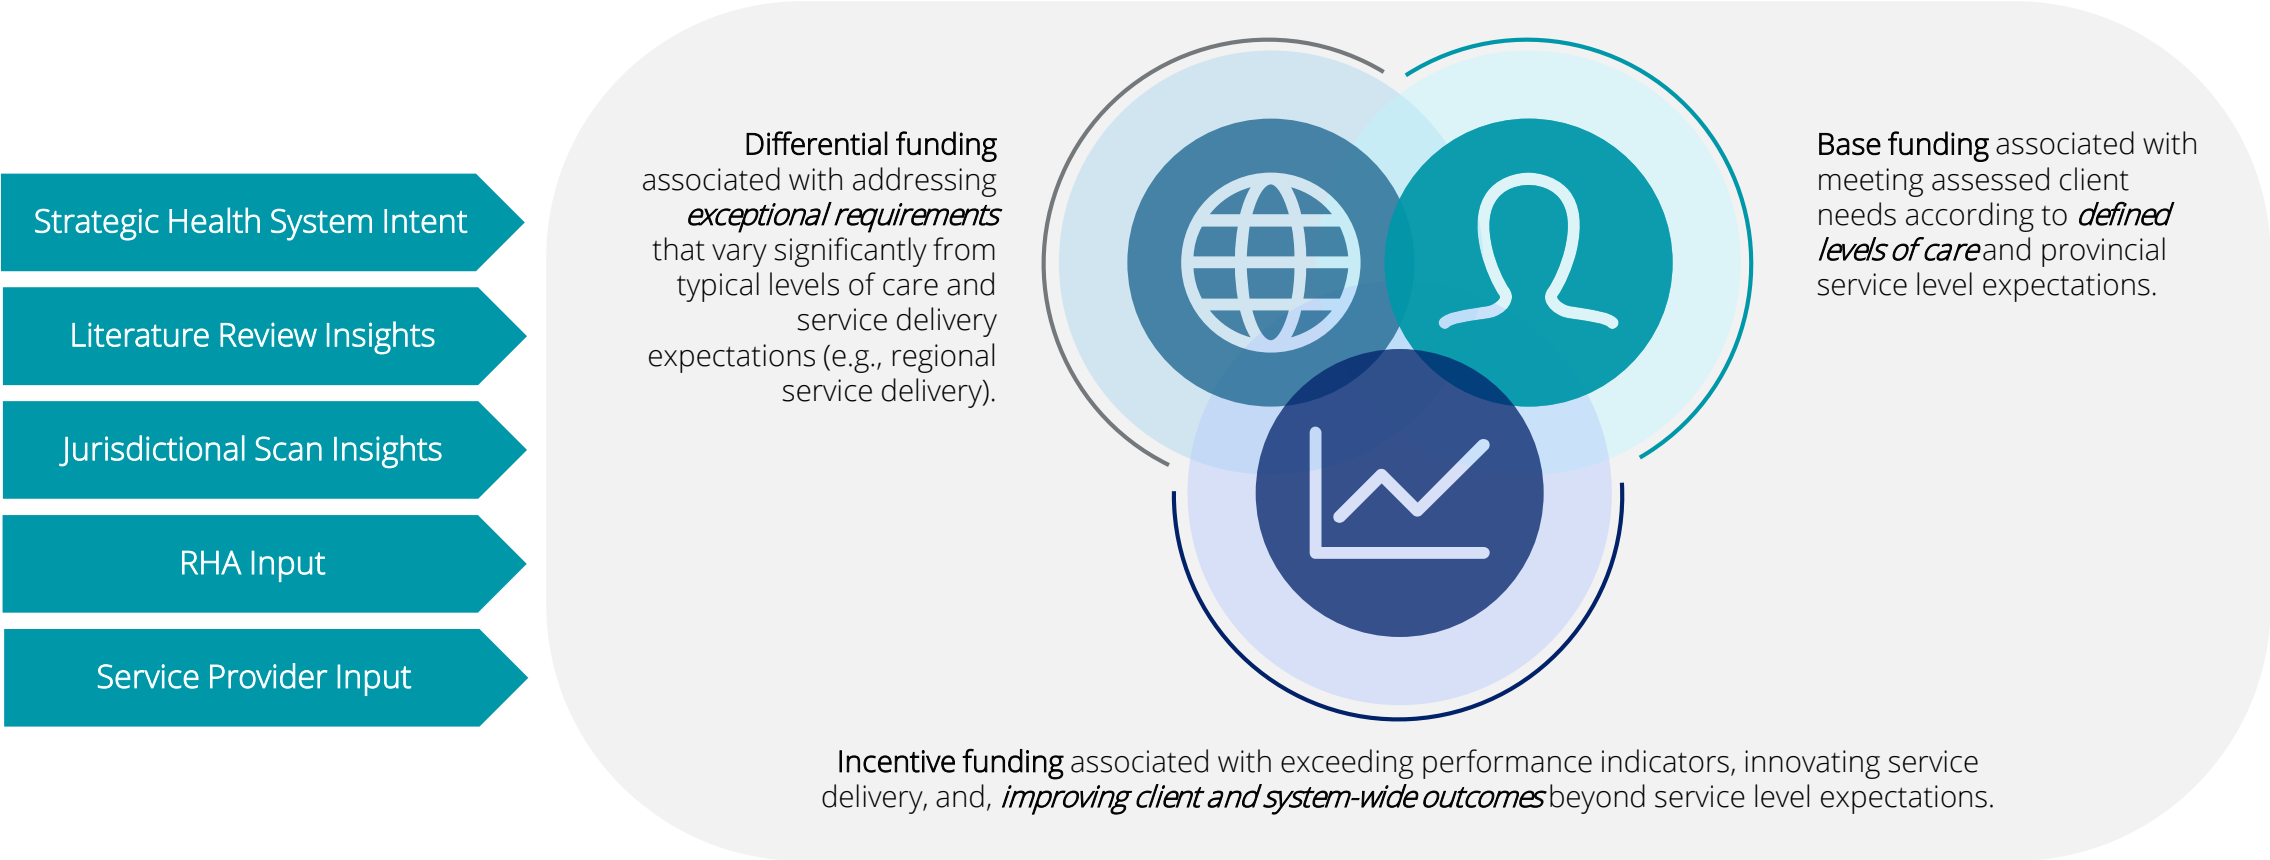 Strategic Health System Intent
Literature Review Insights
Jurisdictional Scan Insights
RHA Input
Service Provider Input
Differential funding
associated with addressing
exceptional requirements
that vary significantly from
typical levels of care and
service delivery
expectations (e.g., regional
service delivery).
Base funding associated with
meeting assessed client
needs according to defined
levels of care and provincial
service level expectations.
Incentive funding associated with exceeding performance indicators, innovating service
delivery, and, improving client and system-wide outcomes beyond service level expectations.